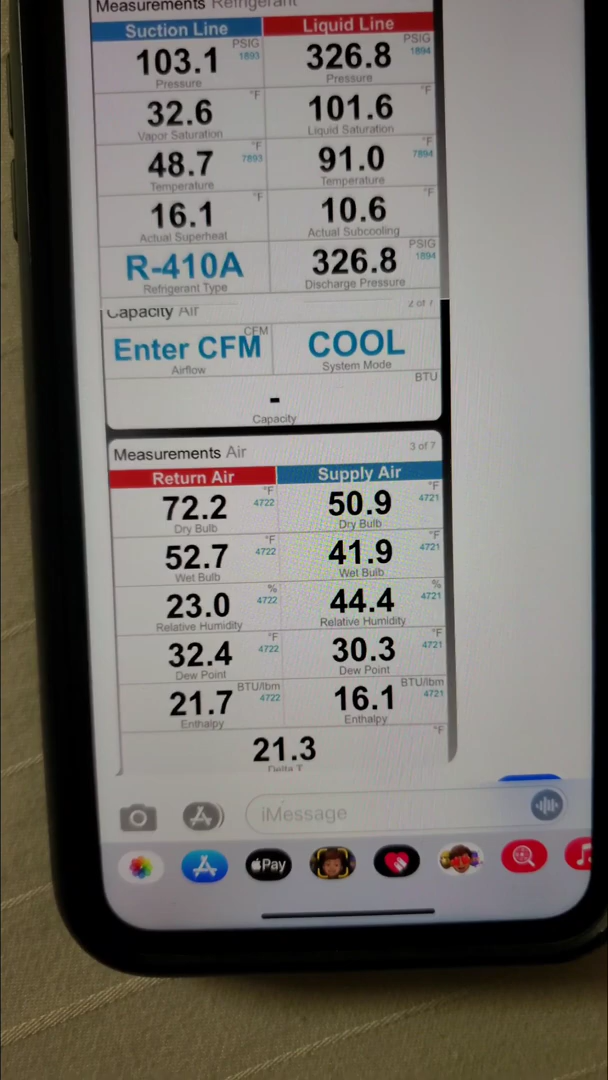 Measurements Refrigerant
Suction Line Liquid Line
103.1 PSIG 1893 326.8 PSIG 1894
Pressure Pressure
32.6 °F 101.6 °F
Vapor Saturation Liquid Saturation
48.7 °F 7893 91.0 °F 7894
Temperature Temperature
16.1 °F 10.6 °F
Actual Superheat Actual Subcooling
R-410A 326.8 PSIG 1894
Refrigerant Type Discharge Pressure
Capacity Air 2 of 7
Enter CFM CFM COOL
Airflow System Mode
- BTU
Capacity
Measurements Air 3 of 7
Return Air Supply Air
72.2 °F 4722 50.9 °F 4721
Dry Bulb Dry Bulb
52.7 °F 4722 41.9 °F 4721
Wet Bulb Wet Bulb
23.0 % 4722 44.4 % 4721
Relative Humidity Relative Humidity
32.4 °F 4722 30.3 °F 4721
Dew Point Dew Point
21.7 BTU/lbm 4722 16.1 BTU/lbm 4721
Enthalpy Enthalpy
21.3 °F
Delta T
iMessage
Pay